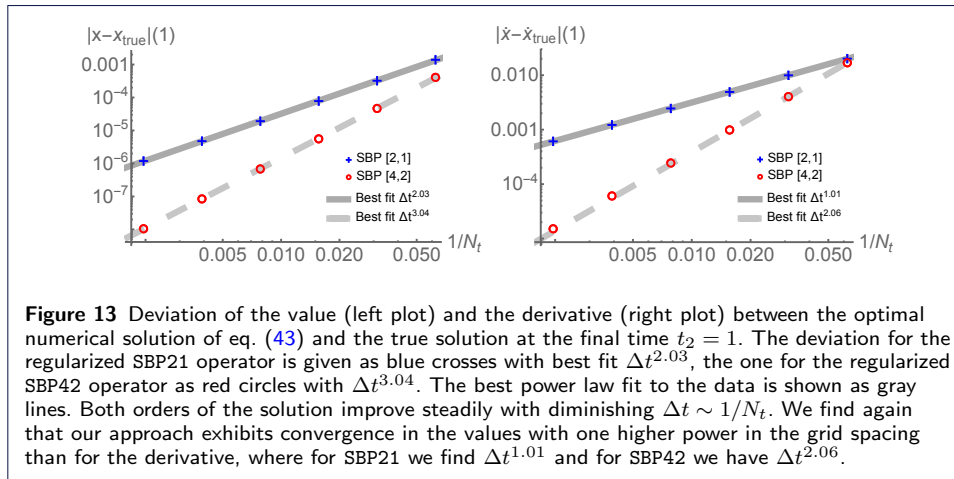 |x−x_true|(1)
0.001
10^−4
10^−5
10^−6
10^−7
+ SBP [2,1]
○ SBP [4,2]
Best fit Δt^2.03
Best fit Δt^3.04
0.005 0.010 0.020 0.050
1/N_t
|ẋ−ẋ_true|(1)
0.010
0.001
10^−4
+ SBP [2,1]
○ SBP [4,2]
Best fit Δt^1.01
Best fit Δt^2.06
0.005 0.010 0.020 0.050
1/N_t
Figure 13 Deviation of the value (left plot) and the derivative (right plot) between the optimal
numerical solution of eq. (43) and the true solution at the final time t_2 = 1. The deviation for the
regularized SBP21 operator is given as blue crosses with best fit Δt^2.03, the one for the regularized
SBP42 operator as red circles with Δt^3.04. The best power law fit to the data is shown as gray
lines. Both orders of the solution improve steadily with diminishing Δt ∼ 1/N_t. We find again
that our approach exhibits convergence in the values with one higher power in the grid spacing
than for the derivative, where for SBP21 we find Δt^1.01 and for SBP42 we have Δt^2.06.